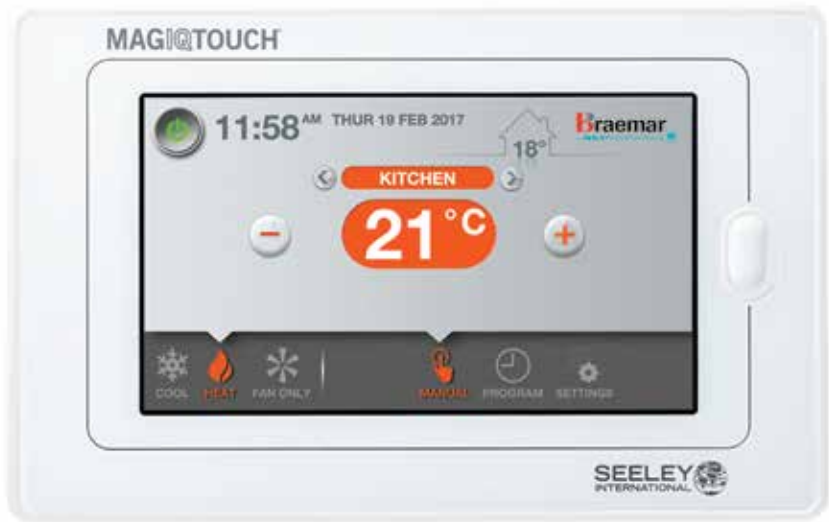 MAGIQTOUCH
11:58 AM THUR 19 FEB 2017
Braemar
18°
KITCHEN
21°C
COOL HEAT FAN ONLY MANUAL PROGRAM SETTINGS
SEELEY
INTERNATIONAL